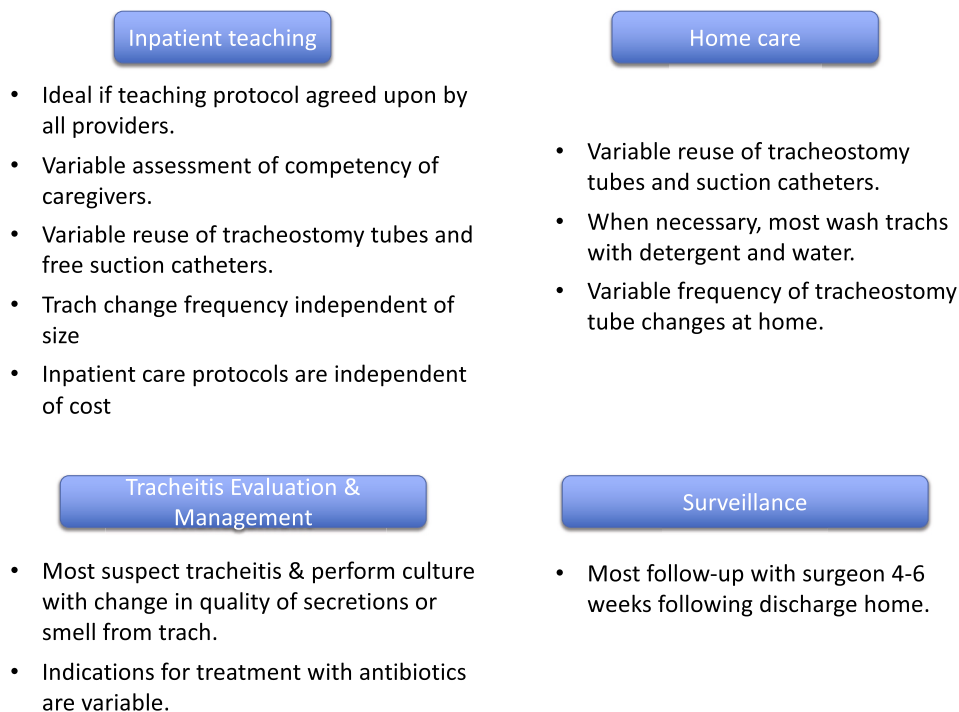 Inpatient teaching
• Ideal if teaching protocol agreed upon by
all providers.
• Variable assessment of competency of
caregivers.
• Variable reuse of tracheostomy tubes and
free suction catheters.
• Trach change frequency independent of
size
• Inpatient care protocols are independent
of cost
Home care
• Variable reuse of tracheostomy
tubes and suction catheters.
• When necessary, most wash trachs
with detergent and water.
• Variable frequency of tracheostomy
tube changes at home.
Tracheitis Evaluation &
Management
• Most suspect tracheitis & perform culture
with change in quality of secretions or
smell from trach.
• Indications for treatment with antibiotics
are variable.
Surveillance
• Most follow-up with surgeon 4-6
weeks following discharge home.